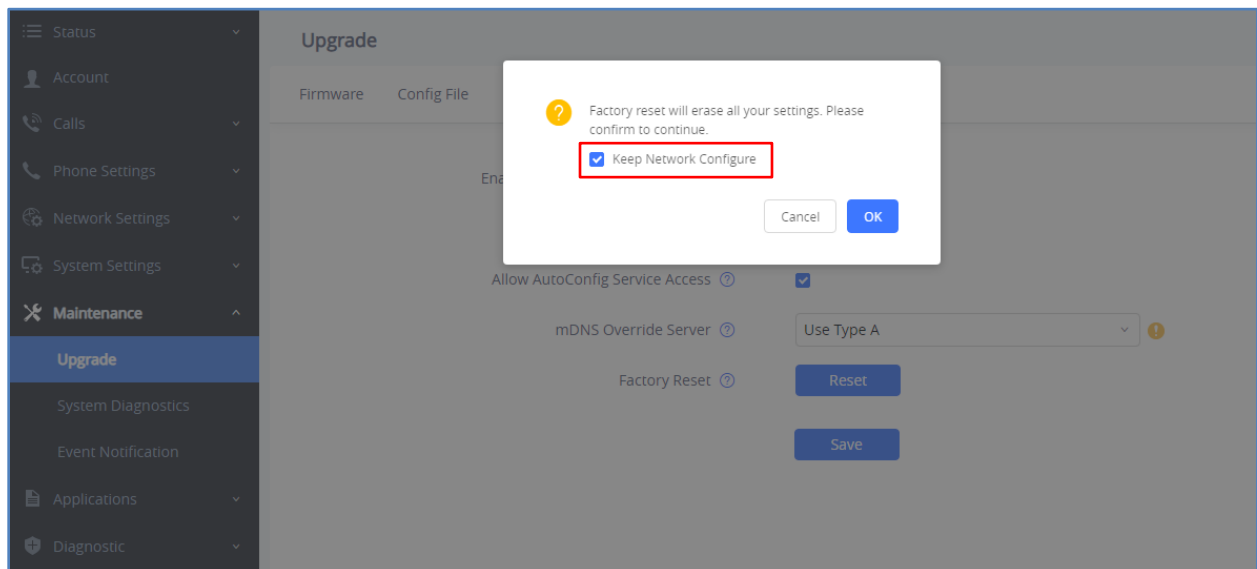 Status
Account
Calls
Phone Settings
Network Settings
System Settings
Maintenance
Upgrade
System Diagnostics
Event Notification
Applications
Diagnostic
Upgrade
Firmware Config File
Factory reset will erase all your settings. Please
confirm to continue.
Keep Network Configure
Cancel OK
Ena
Allow AutoConfig Service Access
mDNS Override Server Use Type A
Factory Reset Reset
Save